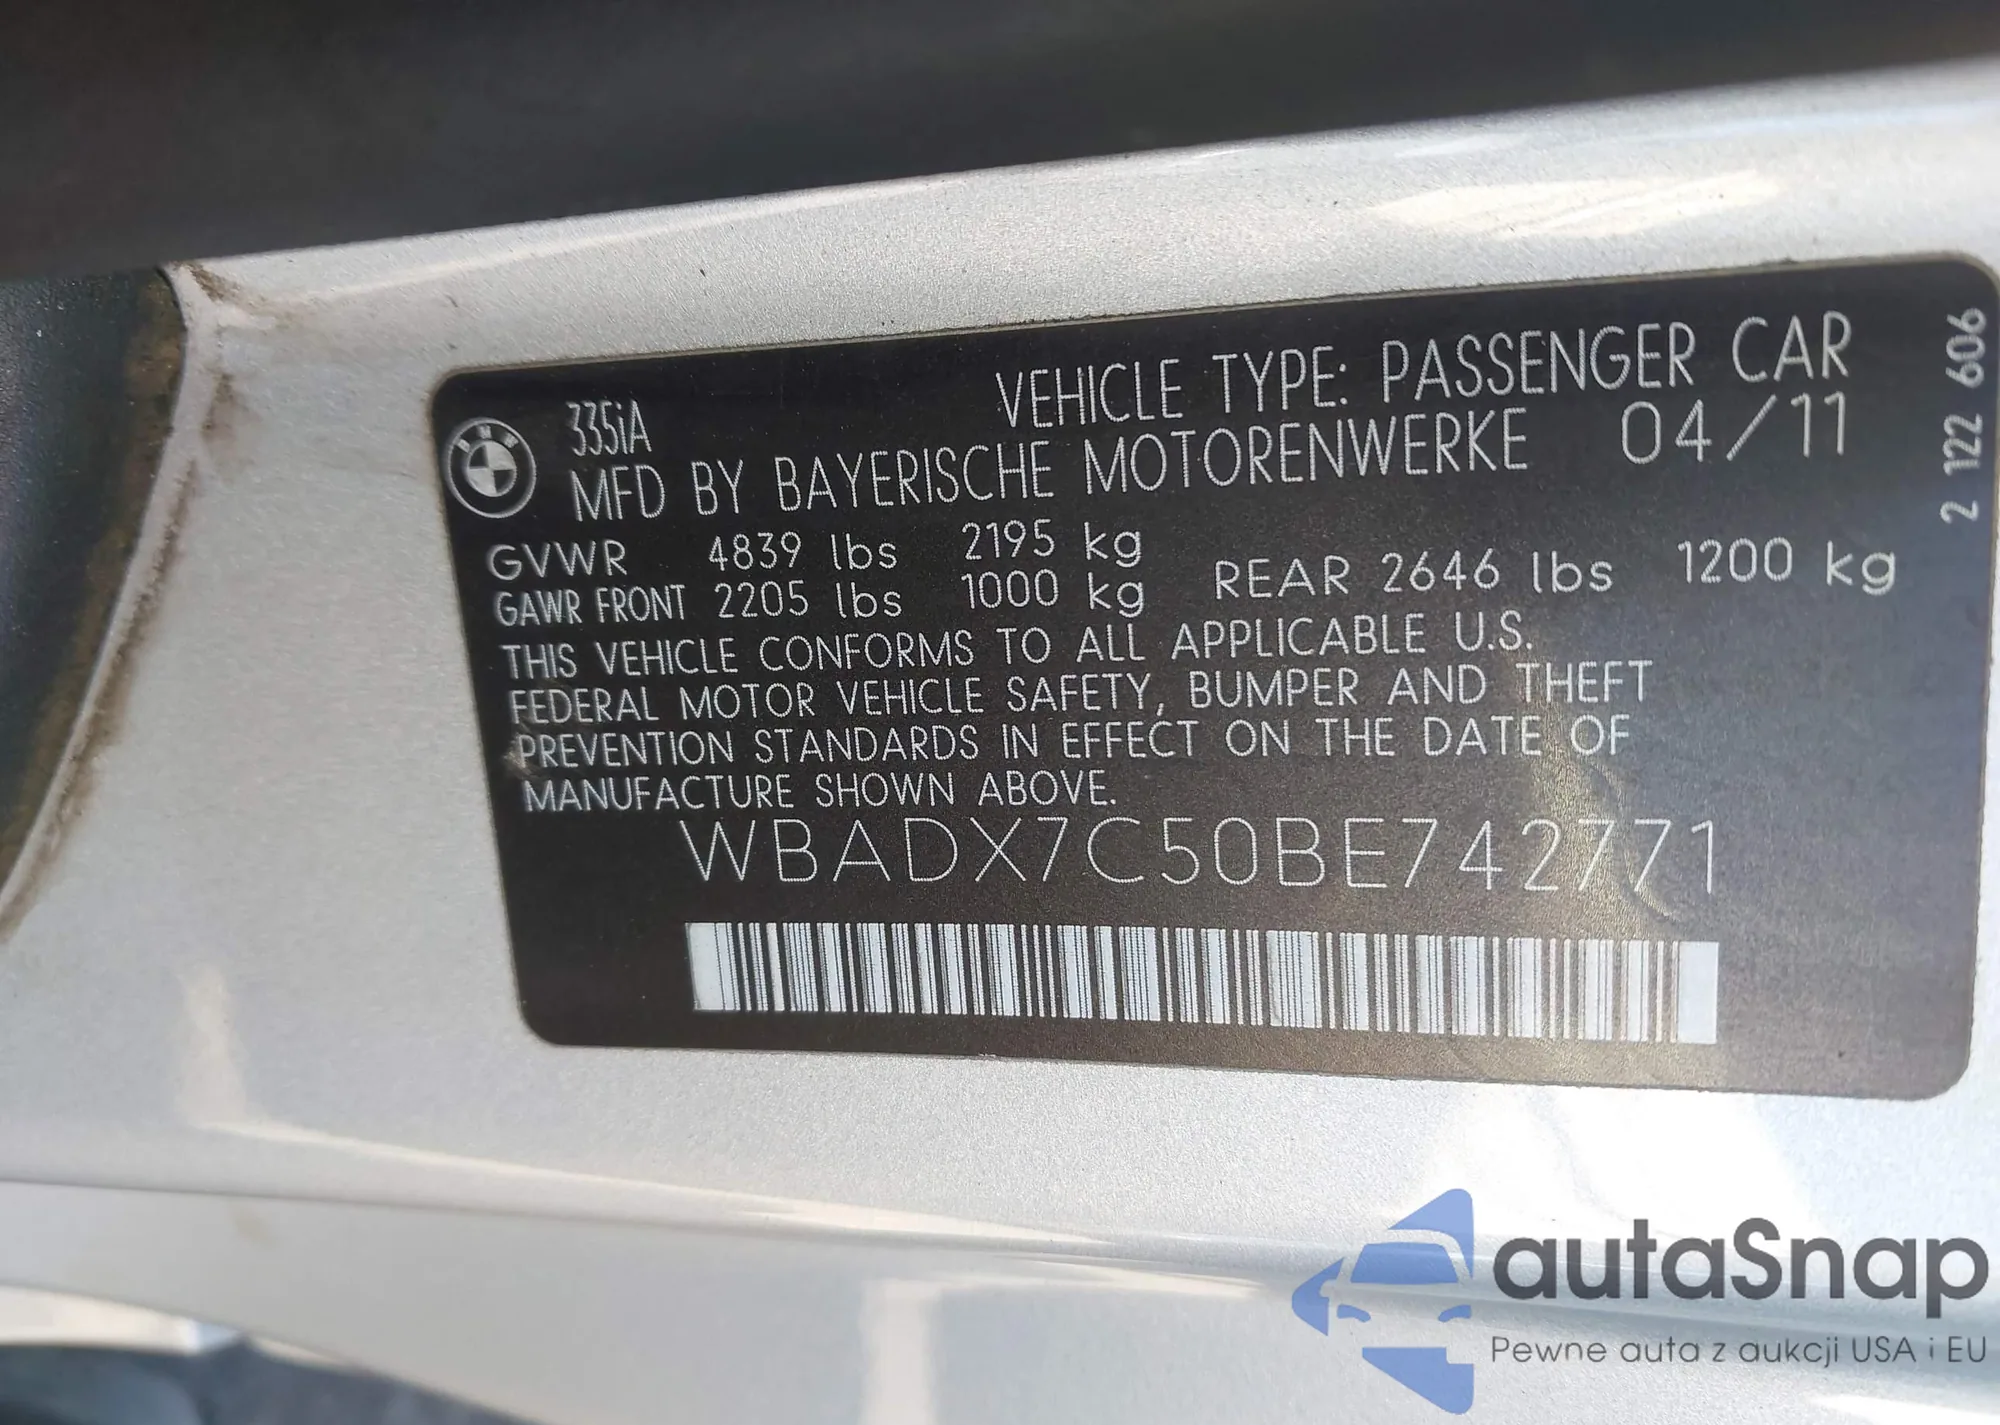 BMW
335iA
VEHICLE TYPE: PASSENGER CAR
MFD BY BAYERISCHE MOTORENWERKE 04/11
GVWR 4839 lbs 2195 kg
GAWR FRONT 2205 lbs 1000 kg REAR 2646 lbs 1200 kg
THIS VEHICLE CONFORMS TO ALL APPLICABLE U.S.
FEDERAL MOTOR VEHICLE SAFETY, BUMPER AND THEFT
PREVENTION STANDARDS IN EFFECT ON THE DATE OF
MANUFACTURE SHOWN ABOVE.
WBADX7C50BE742771
2 122 606
autaSnap
Pewne auta z aukcji USA i EU